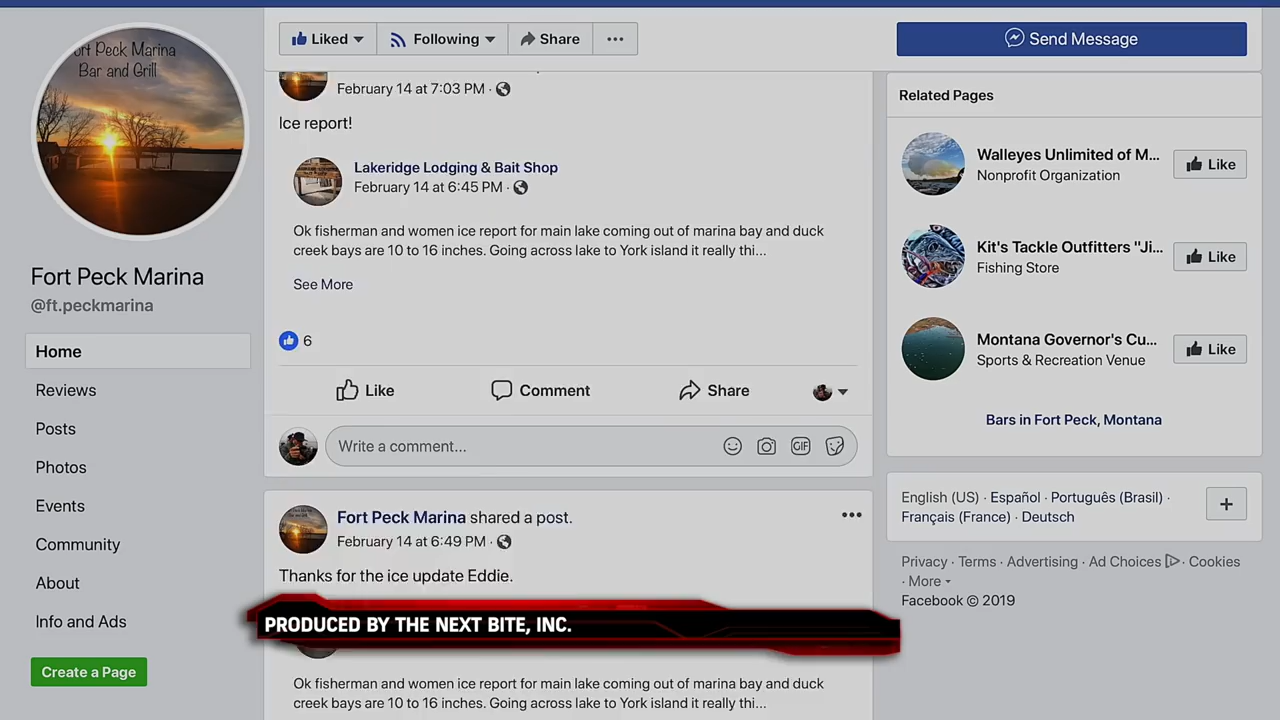 ort Peck Marina
Bar and Grill
Fort Peck Marina
@ft.peckmarina
Home
Reviews
Posts
Photos
Events
Community
About
Info and Ads
Create a Page
Liked
Following
Share
Send Message
February 14 at 7:03 PM ·
Ice report!
Lakeridge Lodging & Bait Shop
February 14 at 6:45 PM ·
Ok fisherman and women ice report for main lake coming out of marina bay and duck
creek bays are 10 to 16 inches. Going across lake to York island it really thi...
See More
6
Like
Comment
Share
Write a comment...
GIF
Fort Peck Marina shared a post.
February 14 at 6:49 PM ·
Thanks for the ice update Eddie.
PRODUCED BY THE NEXT BITE, INC.
Ok fisherman and women ice report for main lake coming out of marina bay and duck
creek bays are 10 to 16 inches. Going across lake to York island it really thi...
Related Pages
Walleyes Unlimited of M...
Nonprofit Organization
Like
Kit's Tackle Outfitters "Ji...
Fishing Store
Like
Montana Governor's Cu...
Sports & Recreation Venue
Like
Bars in Fort Peck, Montana
English (US) · Español · Português (Brasil) ·
Français (France) · Deutsch
Privacy · Terms · Advertising · Ad Choices · Cookies
· More
Facebook © 2019